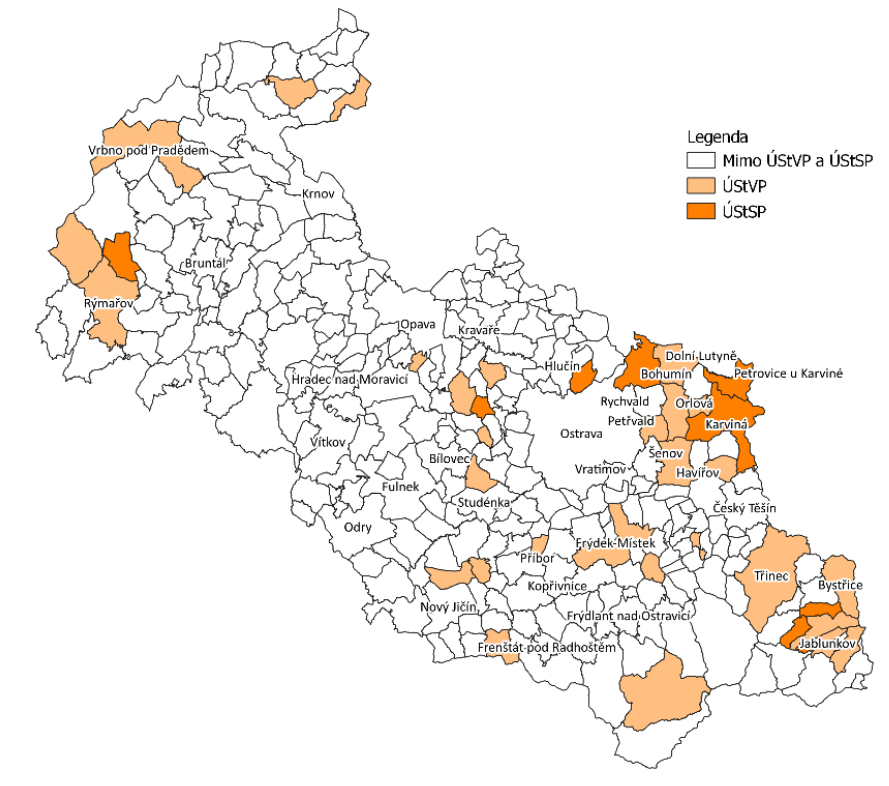 Legenda
Mimo ÚStVP a ÚStSP
ÚStVP
ÚStSP
Vrbno pod Pradědem
Krnov
Bruntál
Rýmařov
Opava
Kravaře
Hlučín
Dolní Lutyně
Bohumín
Petrovice u Karviné
Hradec nad Moravicí
Rychvald
Orlová
Petřvald
Karviná
Ostrava
Vítkov
Šenov
Bílovec
Vratimov
Havířov
Fulnek
Studénka
Český Těšín
Odry
Frýdek-Místek
Příbor
Třinec
Bystřice
Kopřivnice
Nový Jičín
Frýdlant nad Ostravicí
Frenštát pod Radhoštěm
Jablunkov